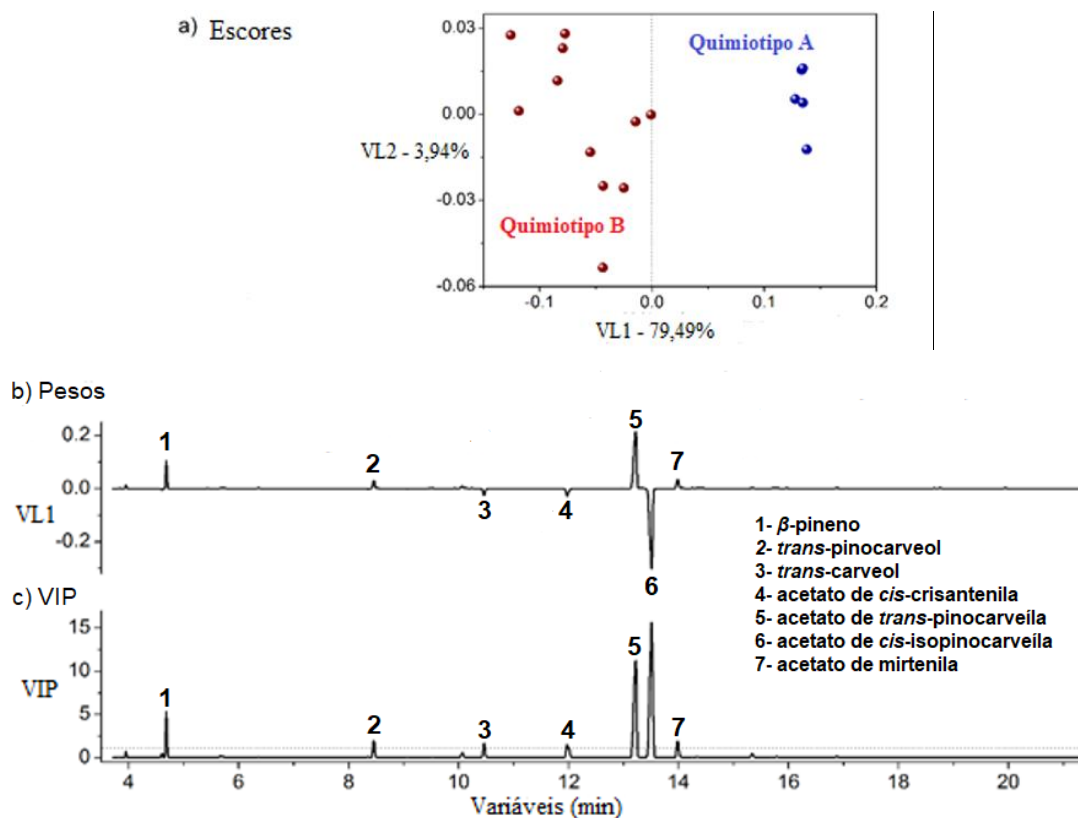 a) Escores
0.03
0.00
-0.03
-0.06
VL2 - 3,94%
Quimiotipo A
Quimiotipo B
-0.1
0.0
0.1
0.2
VL1 - 79,49%
b) Pesos
0.2
0.0
-0.2
VL1
1
2
3
4
5
6
7
1- β-pineno
2- trans-pinocarveol
3- trans-carveol
4- acetato de cis-crisantenila
5- acetato de trans-pinocarveíla
6- acetato de cis-isopinocarveíla
7- acetato de mirtenila
c) VIP
15
10
5
0
VIP
1
2
3
4
5
7
4
6
8
10
12
14
16
18
20
Variáveis (min)